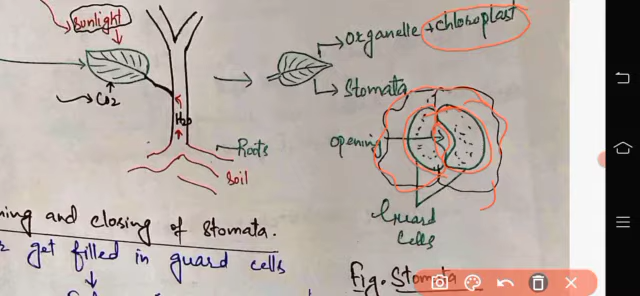 sunlight
CO2
H2O
Roots
Soil
Organelle → chloroplast
Stomata
opening
Guard
cells
ning and closing of stomata.
get filled in guard cells
Fig. Stomata